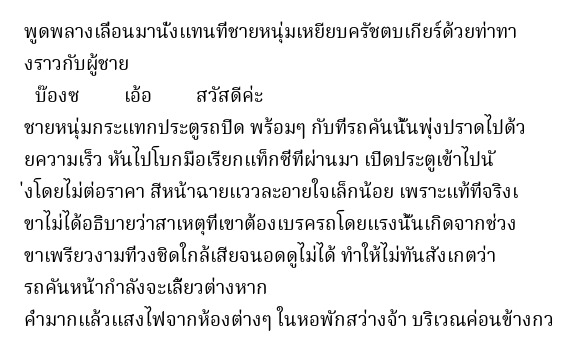 พูดพลางเลื่อนมานั่งแทนที่ชายหนุ่มเหยียบครัชตบเกียร์ด้วยท่าทา
งราวกับผู้ชาย
บ๊องซ เอ้อ สวัสดีค่ะ
ชายหนุ่มกระแทกประตูรถปิด พร้อมๆ กับที่รถคันนั้นพุ่งปราดไปด้ว
ยความเร็ว หันไปโบกมือเรียกแท็กซี่ที่ผ่านมา เปิดประตูเข้าไปนั
่งโดยไม่ต่อราคา สีหน้าฉายแววละอายใจเล็กน้อย เพราะแท้ที่จริงเ
ขาไม่ได้อธิบายว่าสาเหตุที่เขาต้องเบรครถโดยแรงนั้นเกิดจากช่วง
ขาเพรียวงามที่วงชิดใกล้เสียจนอดดูไม่ได้ ทำให้ไม่ทันสังเกตว่า
รถคันหน้ากำลังจะเลี้ยวต่างหาก
ค่ำมากแล้วแสงไฟจากห้องต่างๆ ในหอพักสว่างจ้า บริเวณค่อนข้างกว